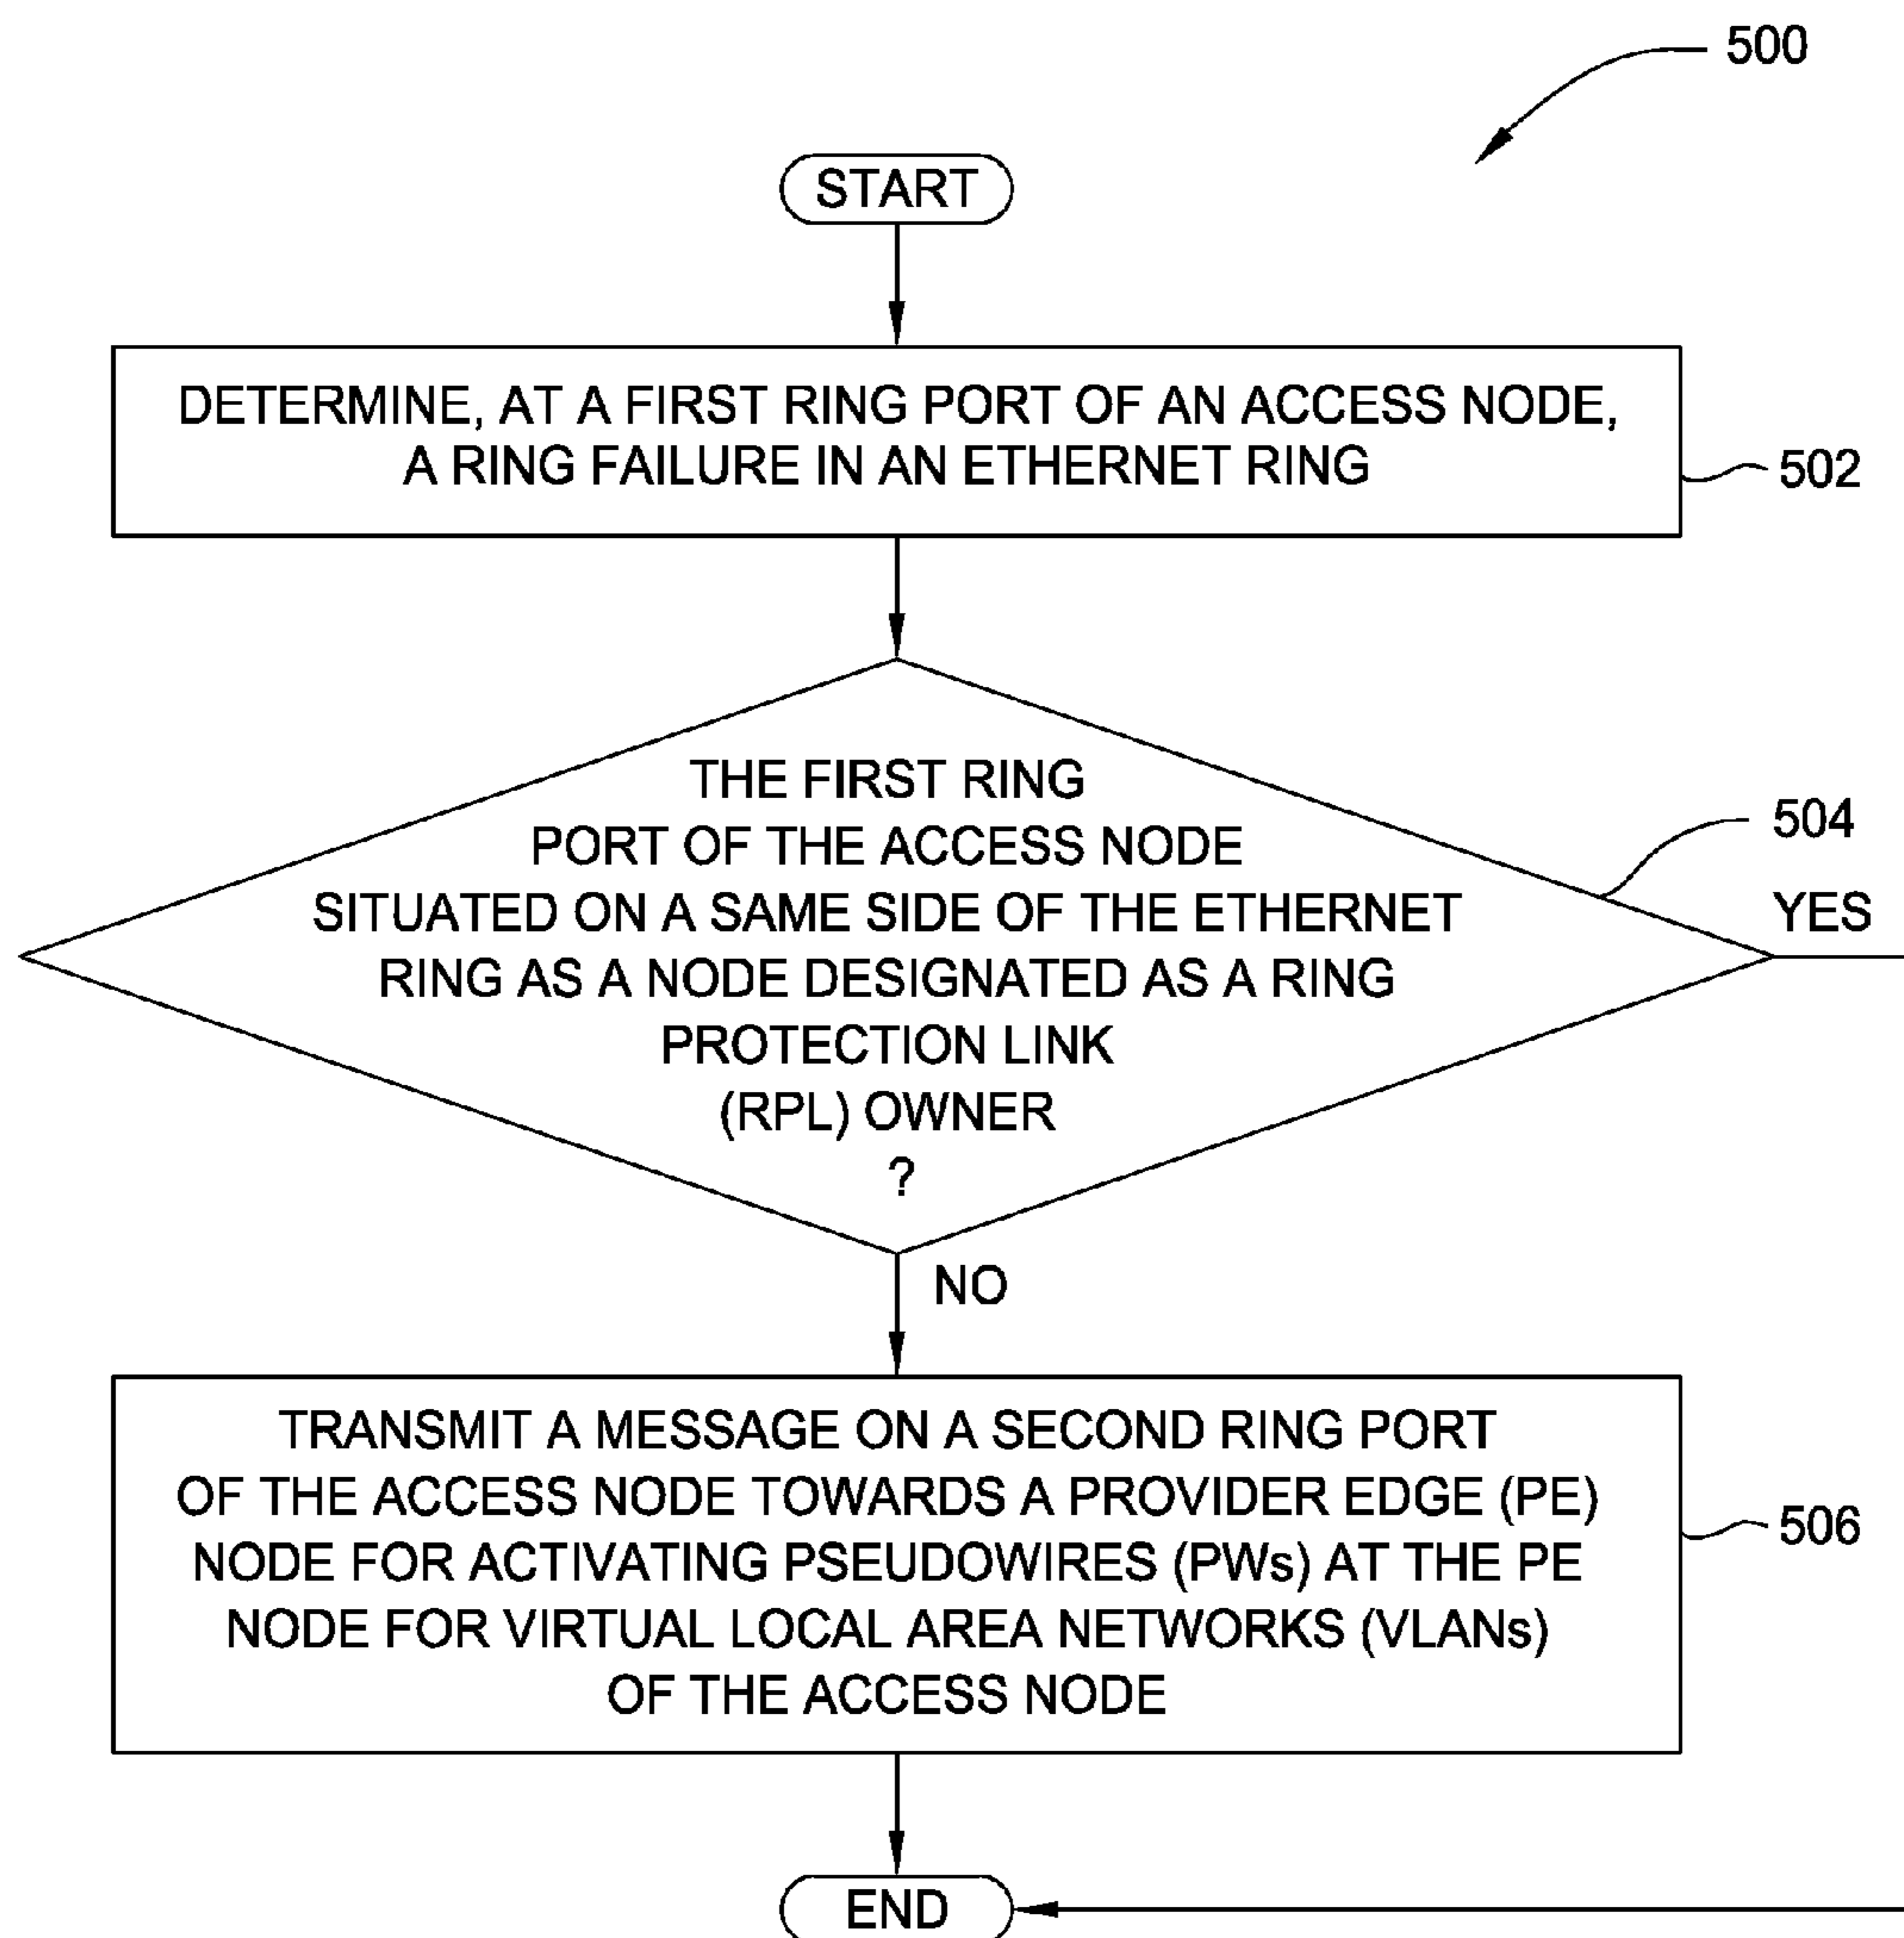 500
START
DETERMINE, AT A FIRST RING PORT OF AN ACCESS NODE,
A RING FAILURE IN AN ETHERNET RING
502
THE FIRST RING
PORT OF THE ACCESS NODE
SITUATED ON A SAME SIDE OF THE ETHERNET
RING AS A NODE DESIGNATED AS A RING
PROTECTION LINK
(RPL) OWNER
?
504
YES
NO
TRANSMIT A MESSAGE ON A SECOND RING PORT
OF THE ACCESS NODE TOWARDS A PROVIDER EDGE (PE)
NODE FOR ACTIVATING PSEUDOWIRES (PWs) AT THE PE
NODE FOR VIRTUAL LOCAL AREA NETWORKS (VLANs)
OF THE ACCESS NODE
506
END